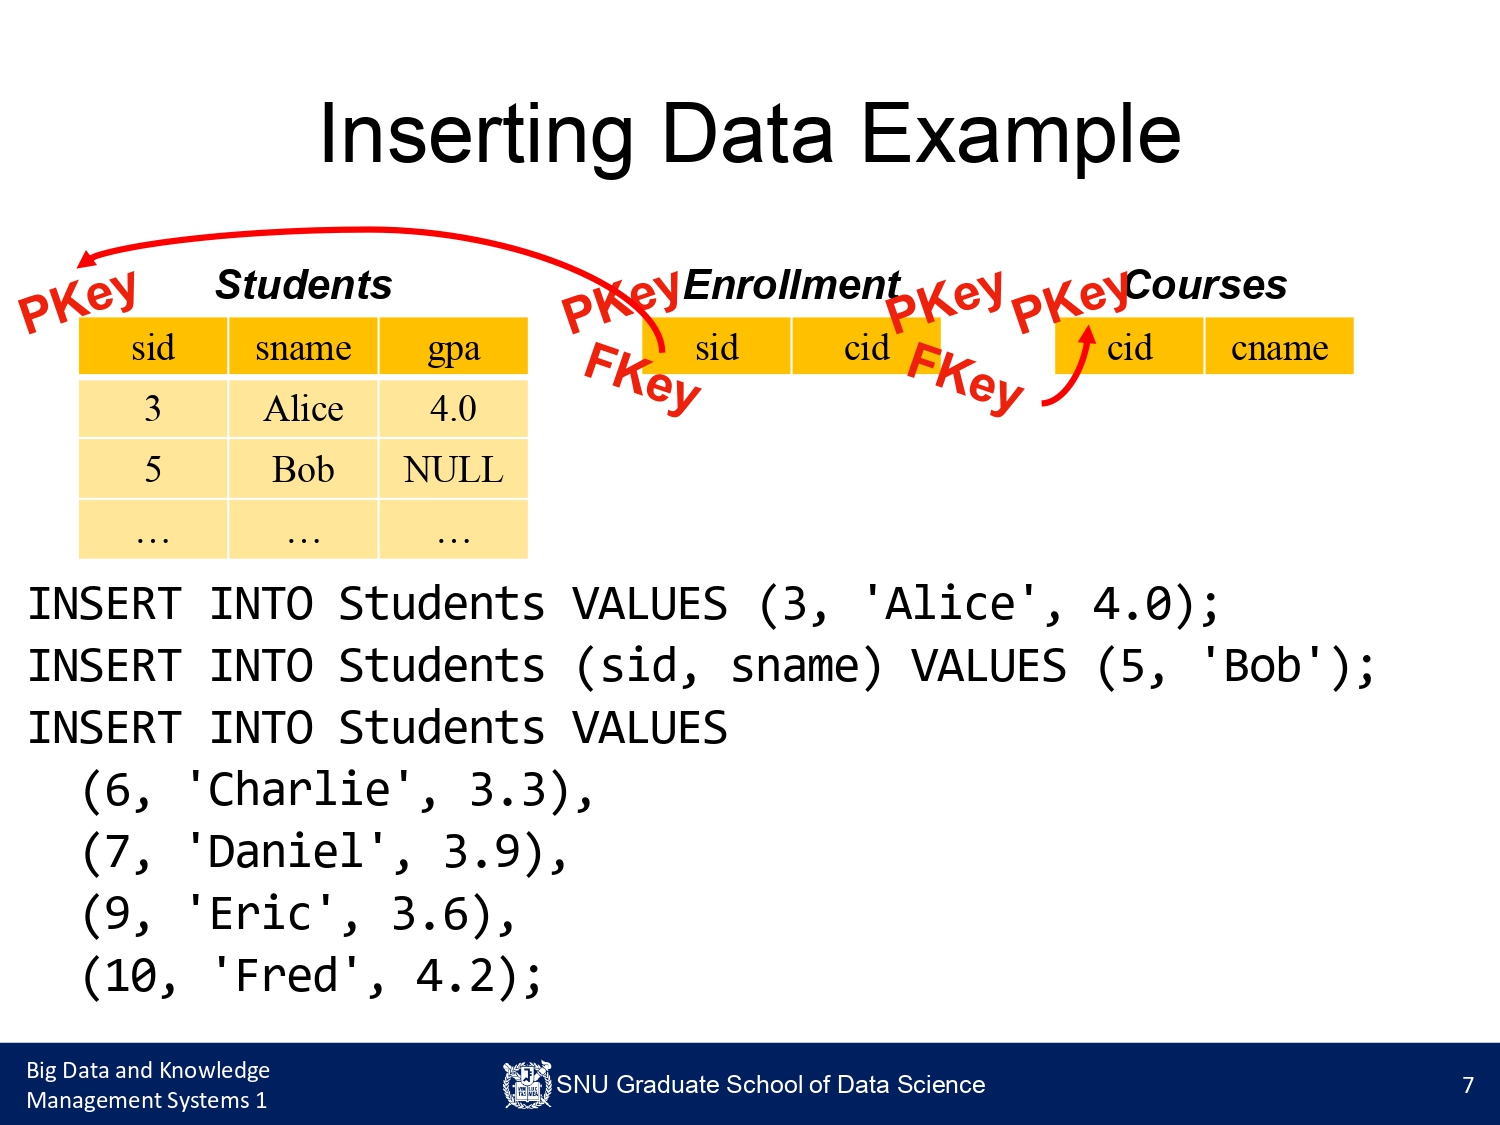 Inserting Data Example
Students
PKey
sid sname gpa
3 Alice 4.0
5 Bob NULL
… … …
Enrollment
PKey PKey
sid cid
FKey FKey
Courses
PKey
cid cname
INSERT INTO Students VALUES (3, 'Alice', 4.0);
INSERT INTO Students (sid, sname) VALUES (5, 'Bob');
INSERT INTO Students VALUES
(6, 'Charlie', 3.3),
(7, 'Daniel', 3.9),
(9, 'Eric', 3.6),
(10, 'Fred', 4.2);
Big Data and Knowledge
Management Systems 1
SNU Graduate School of Data Science
7